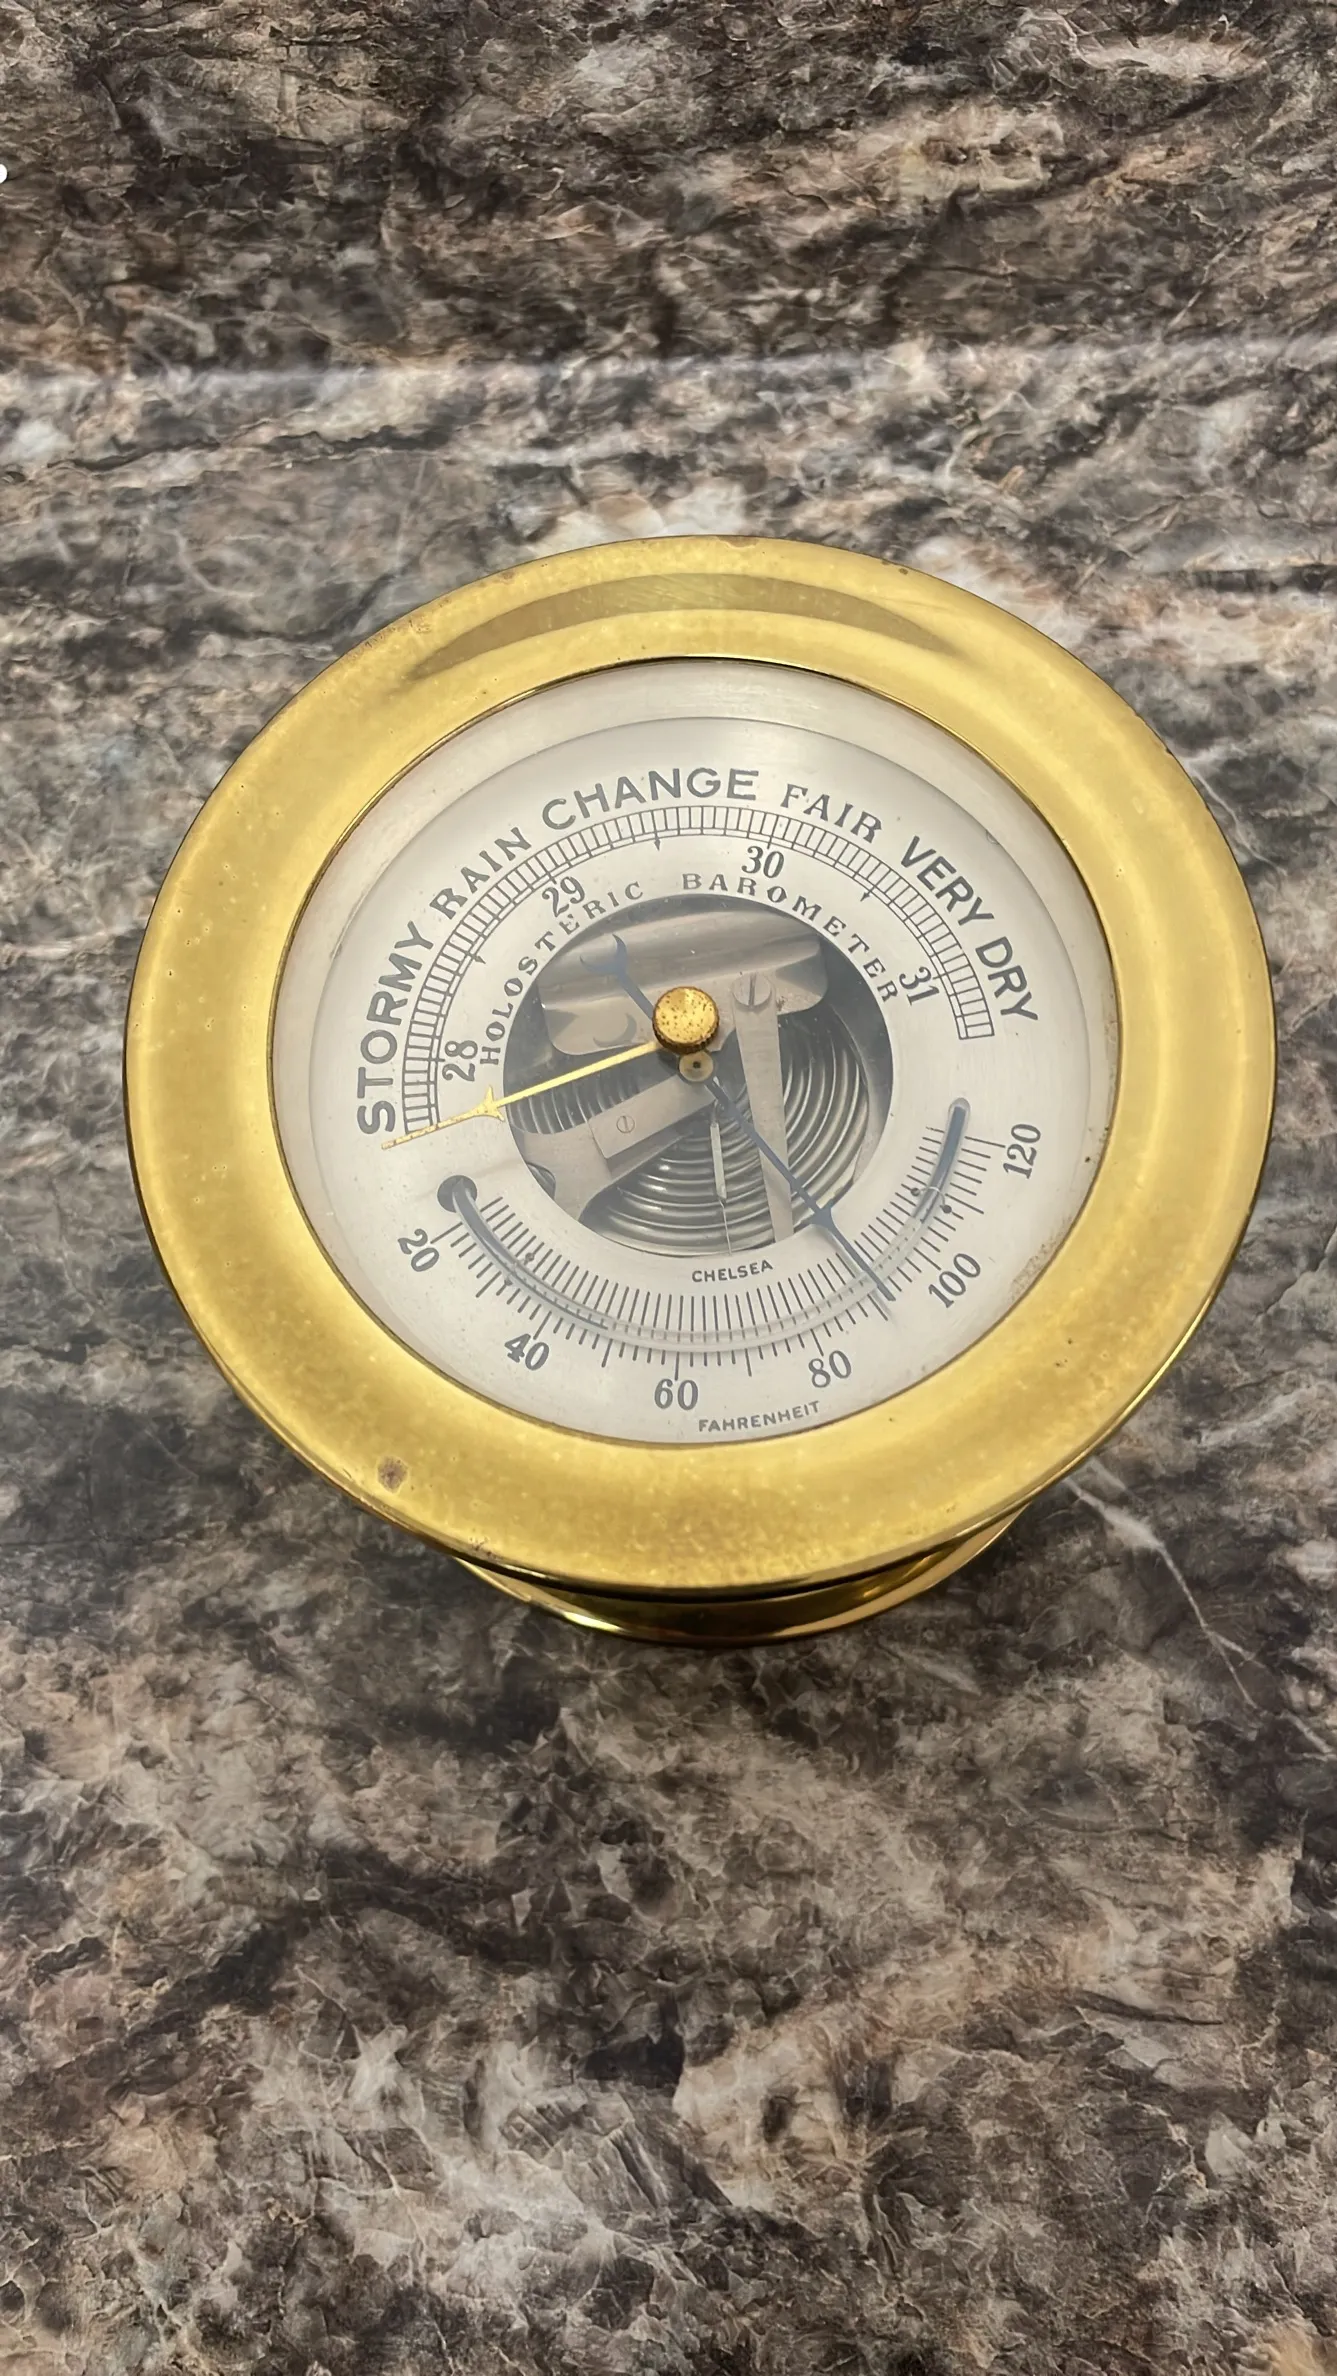 STORMY RAIN CHANGE FAIR VERY DRY
28 29 30 31
HOLOSTERIC BAROMETER
CHELSEA
20 40 60 80 100 120
FAHRENHEIT